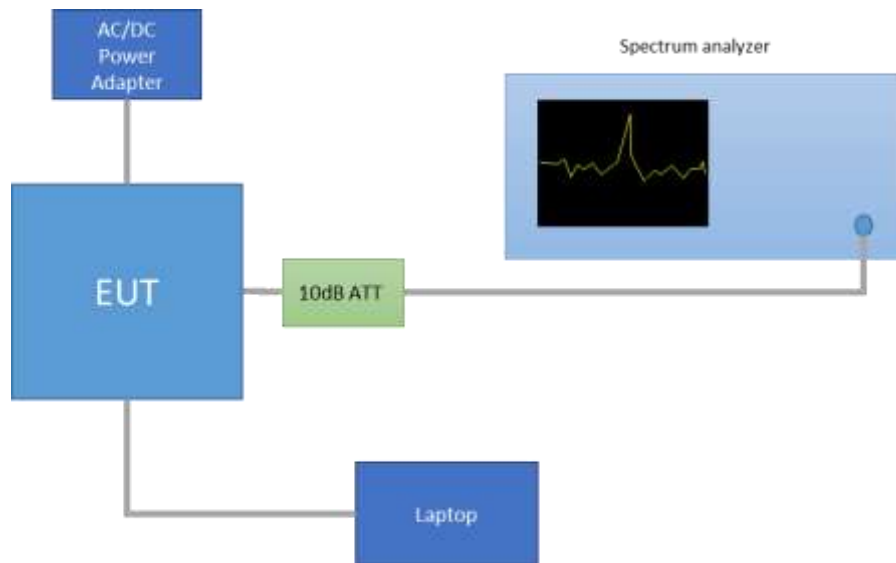 AC/DC
Power
Adapter
Spectrum analyzer
EUT
10dB ATT
Laptop